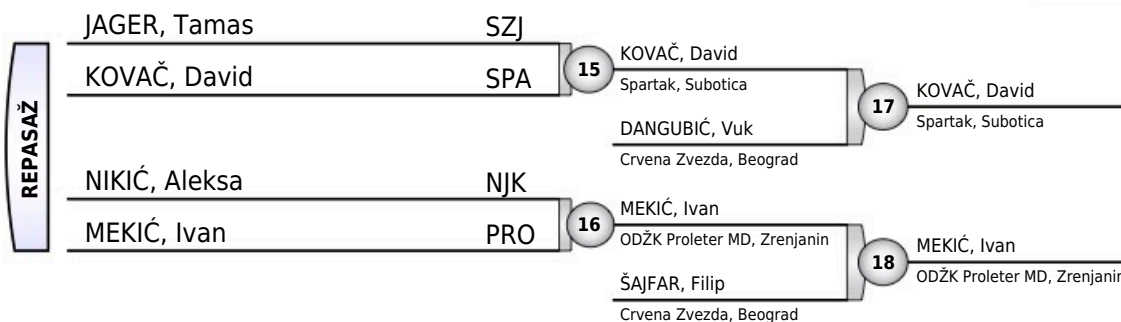 REPASAŽ
JAGER, Tamas SZJ
KOVAČ, David SPA
15
KOVAČ, David
Spartak, Subotica
DANGUBIĆ, Vuk
Crvena Zvezda, Beograd
17
KOVAČ, David
Spartak, Subotica
NIKIĆ, Aleksa NJK
MEKIĆ, Ivan PRO
16
MEKIĆ, Ivan
ODŽK Proleter MD, Zrenjanin
ŠAJFAR, Filip
Crvena Zvezda, Beograd
18
MEKIĆ, Ivan
ODŽK Proleter MD, Zrenjanin